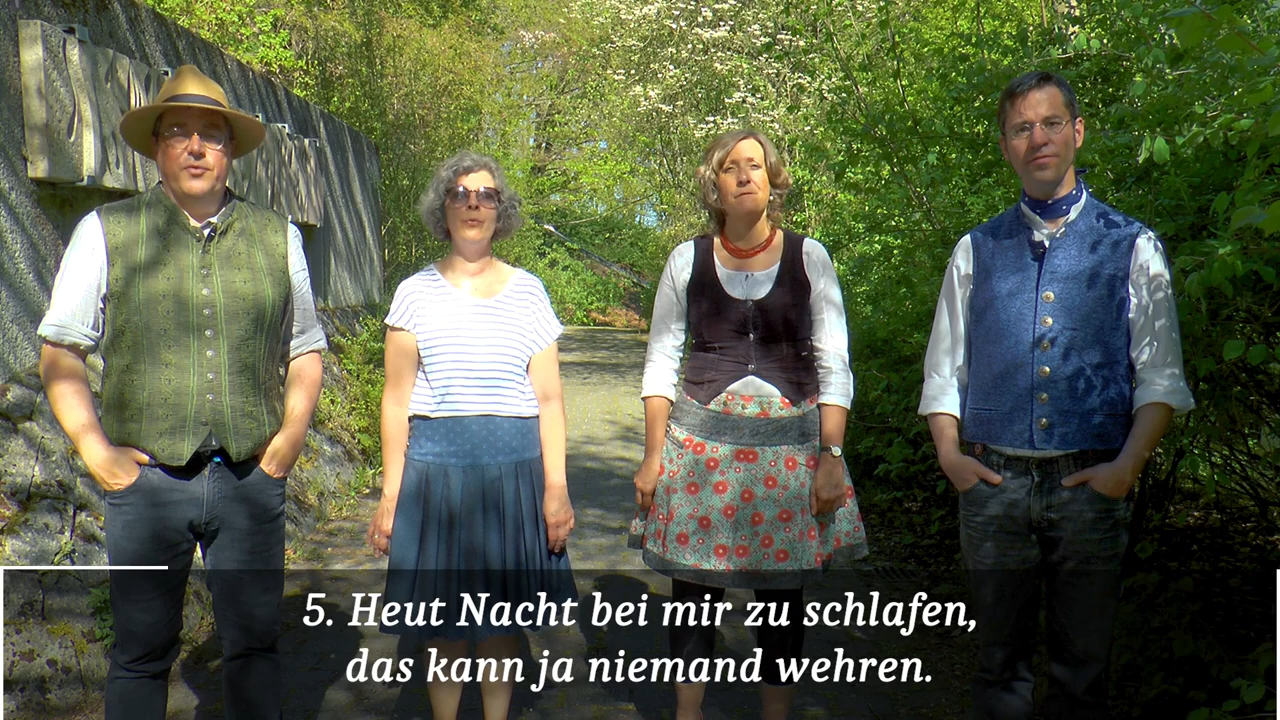 5. Heut Nacht bei mir zu schlafen,
das kann ja niemand wehren.